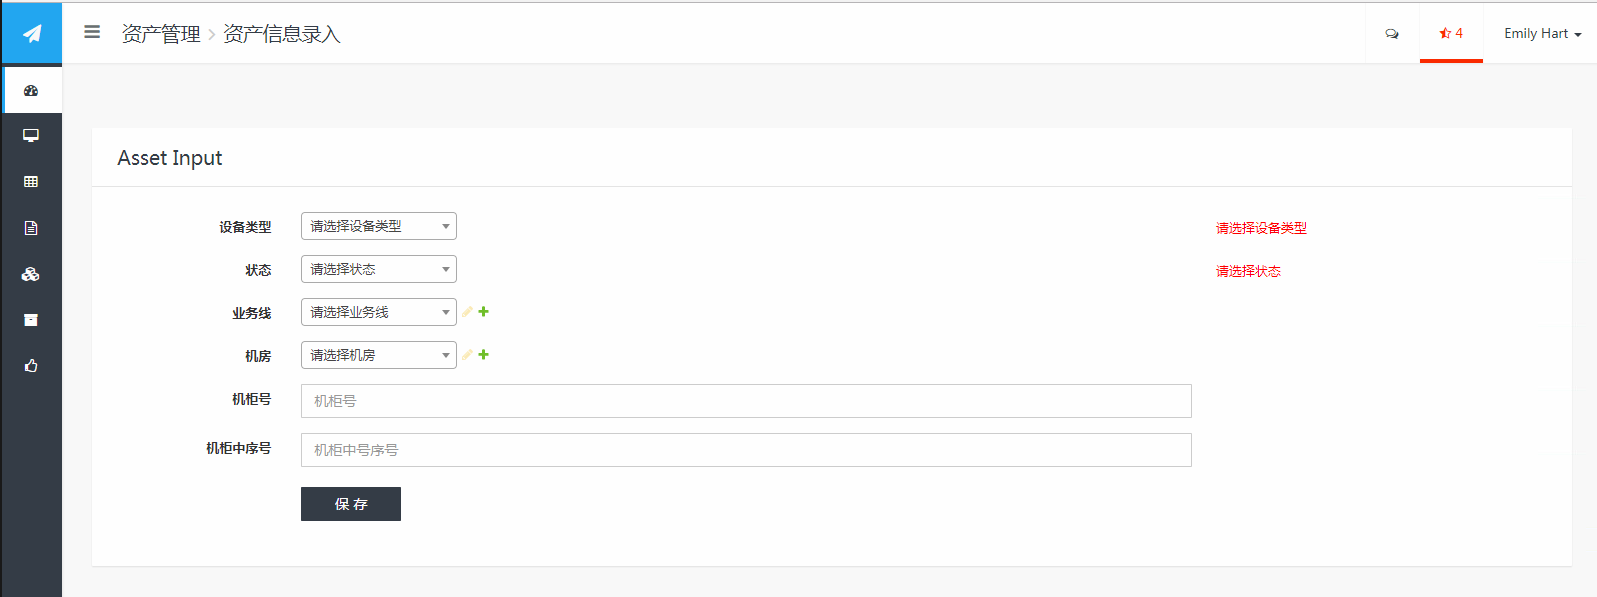 资产管理 > 资产信息录入
4
Emily Hart
Asset Input
设备类型 请选择设备类型 请选择设备类型
状态 请选择状态 请选择状态
业务线 请选择业务线
机房 请选择机房
机柜号 机柜号
机柜中序号 机柜中号序号
保 存